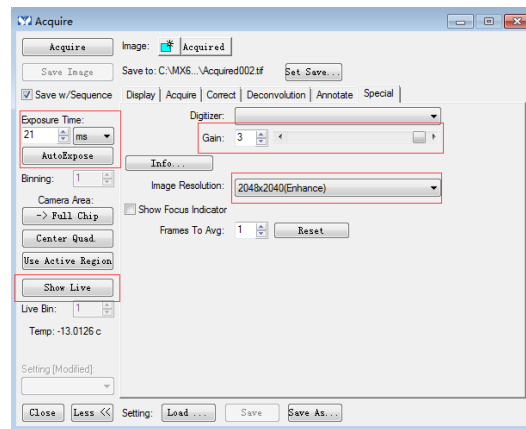 Acquire
Acquire Image: Acquired
Save Image Save to: C:\MX6...\Acquired002.tif Set Save...
Save w/Sequence Display Acquire Correct Deconvolution Annotate Special
Exposure Time: Digitizer:
21 ms Gain: 3
AutoExpose Info...
Binning: 1 Image Resolution: 2048x2040(Enhance)
Camera Area: Show Focus Indicator
-> Full Chip Frames To Avg: 1 Reset
Center Quad.
Use Active Region
Show Live
Live Bin: 1
Temp: -13.0126 c
Setting [Modified]:
Close Less << Setting: Load ... Save Save As...